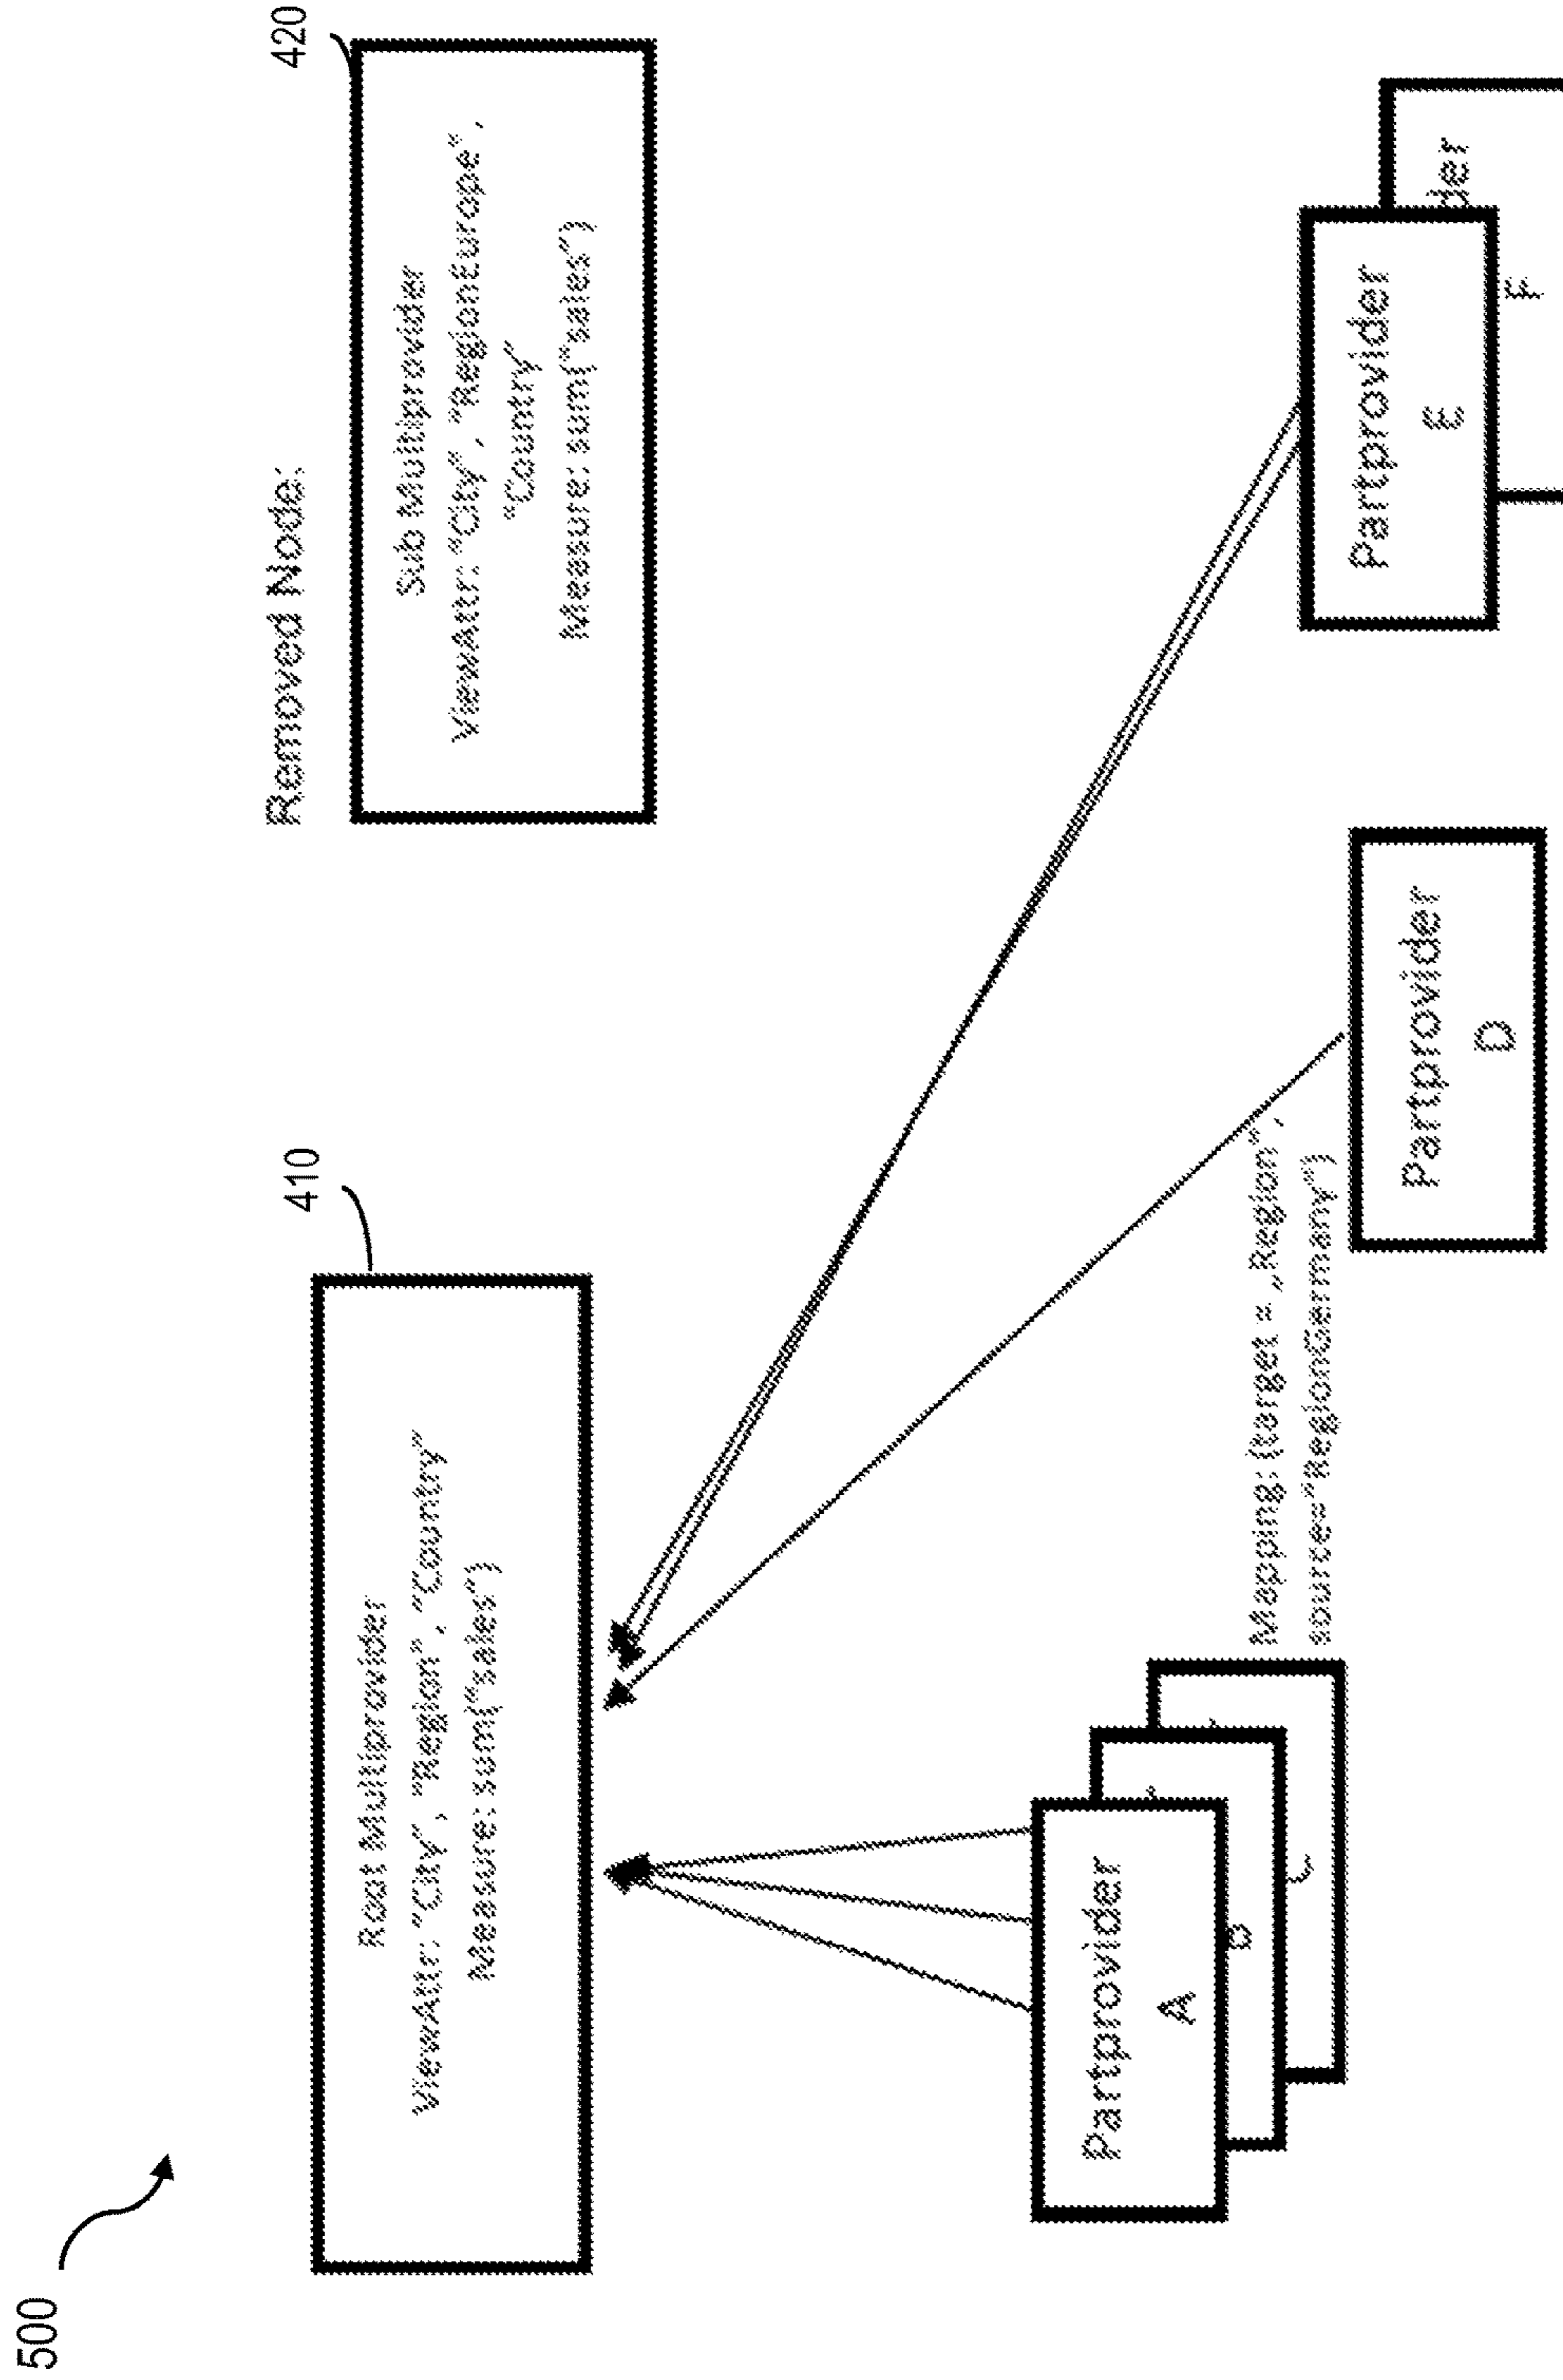 500
410
Root Multiprovider
ViewAttr: "City", "Region", "Country"
Measure: sum("sales")
420
Removed Node:
Sub Multiprovider
ViewAttr: "City", "RegionEurope",
"Country"
Measure: sum("sales")
Partprovider
A
B
C
Mapping: (target = „Region",
source="RegionGermany")
Partprovider
D
Partprovider
E
der
F